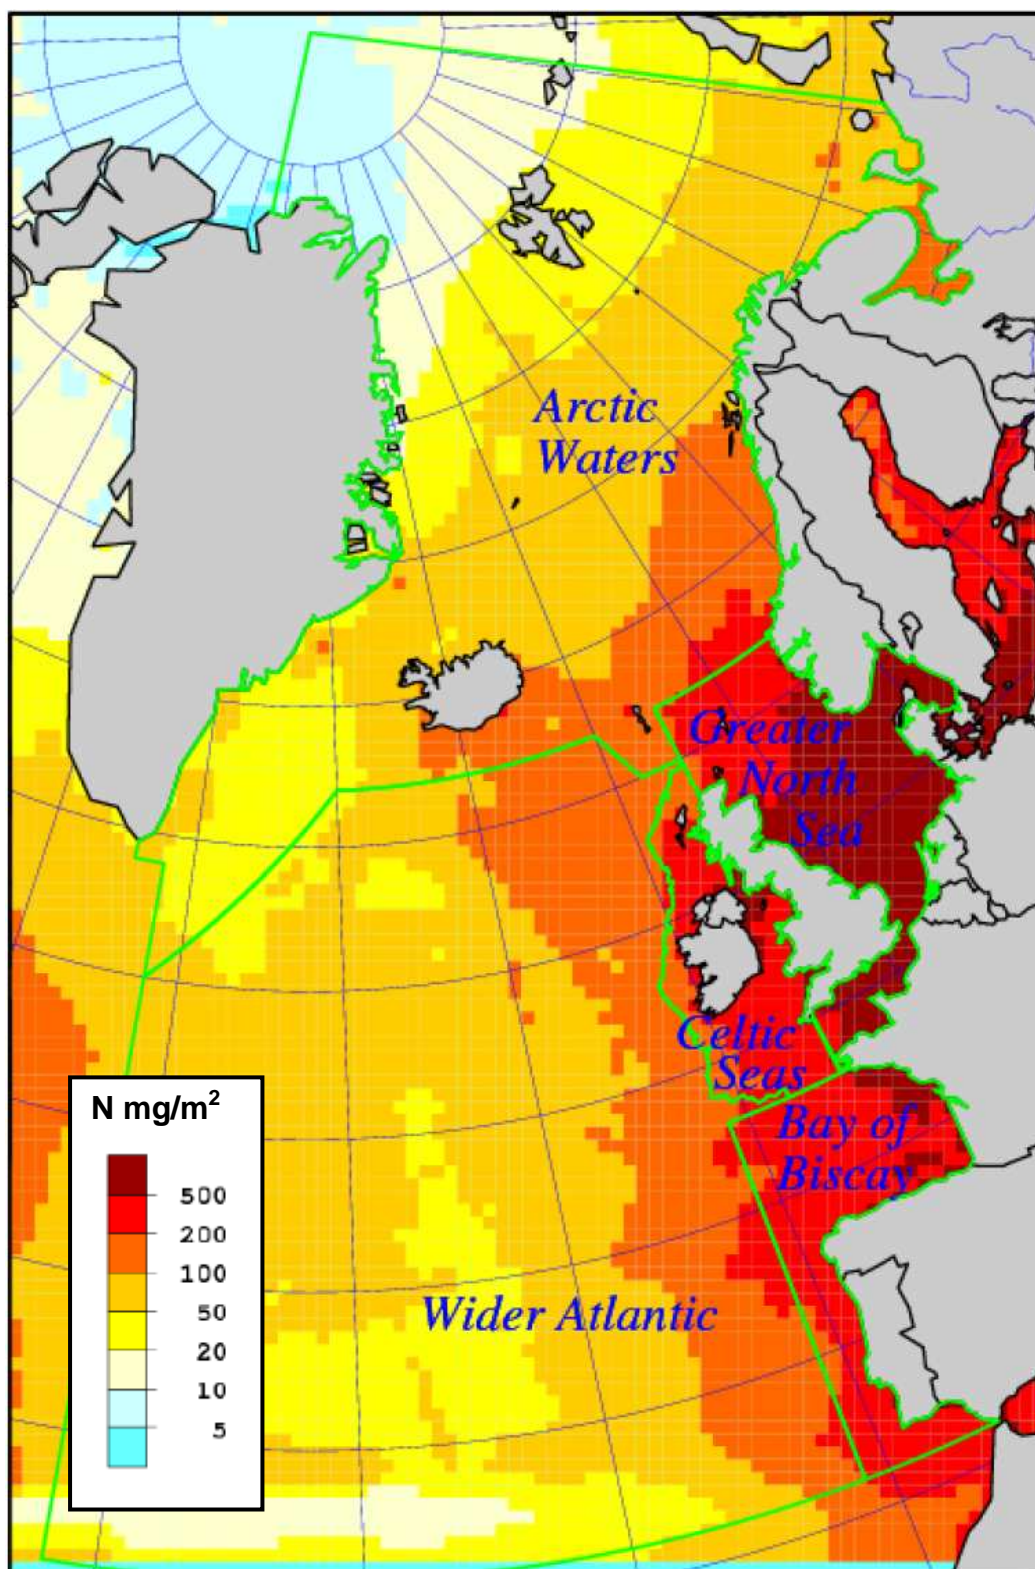 Arctic
Waters
Greater
North
Sea
Celtic
Seas
Bay of
Biscay
Wider Atlantic
N mg/m²
500
200
100
50
20
10
5